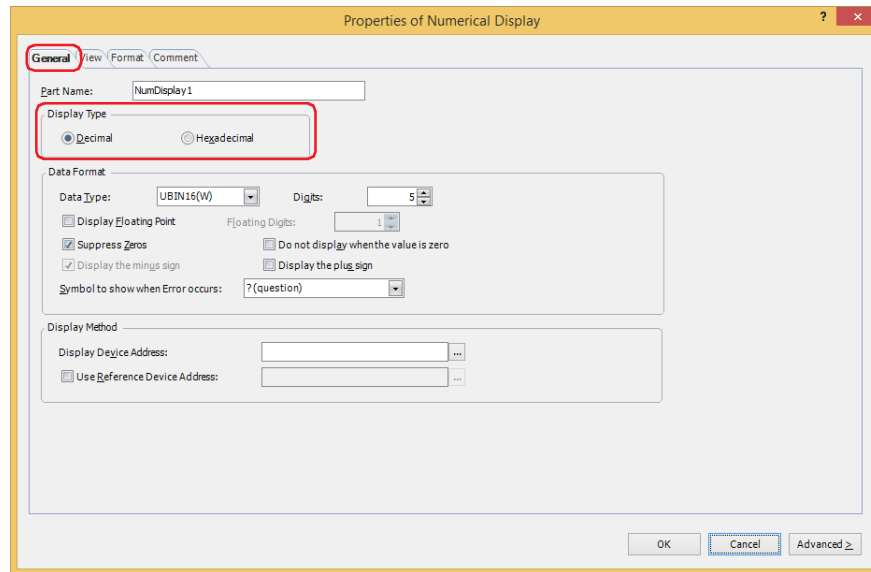 Properties of Numerical Display ? ×
General View Format Comment
Part Name: NumDisplay1
Display Type
Decimal Hexadecimal
Data Format
Data Type: UBIN16(W) Digits: 5
Display Floating Point Floating Digits: 1
Suppress Zeros Do not display when the value is zero
Display the minus sign Display the plus sign
Symbol to show when Error occurs: ? (question)
Display Method
Display Device Address: ...
Use Reference Device Address: ...
OK Cancel Advanced >